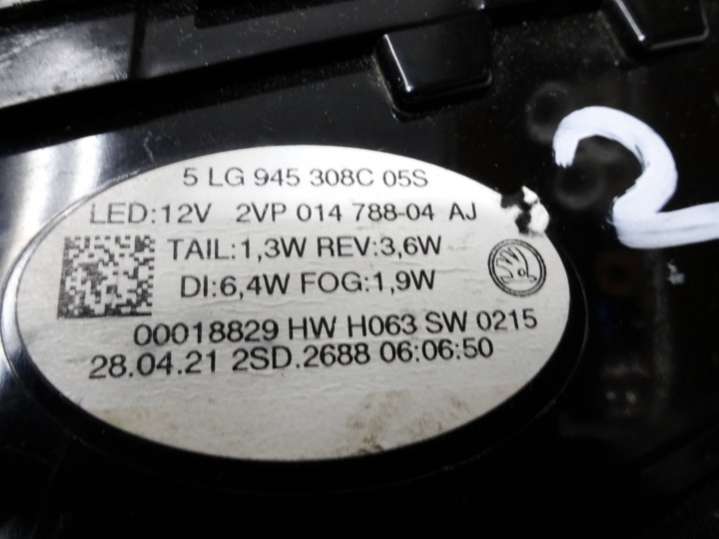 5 LG 945 308C 05S
LED:12V 2VP 014 788-04 AJ
TAIL:1,3W REV:3,6W
DI:6,4W FOG:1,9W
00018829 HW H063 SW 0215
28.04.21 2SD.2688 06:06:50
2